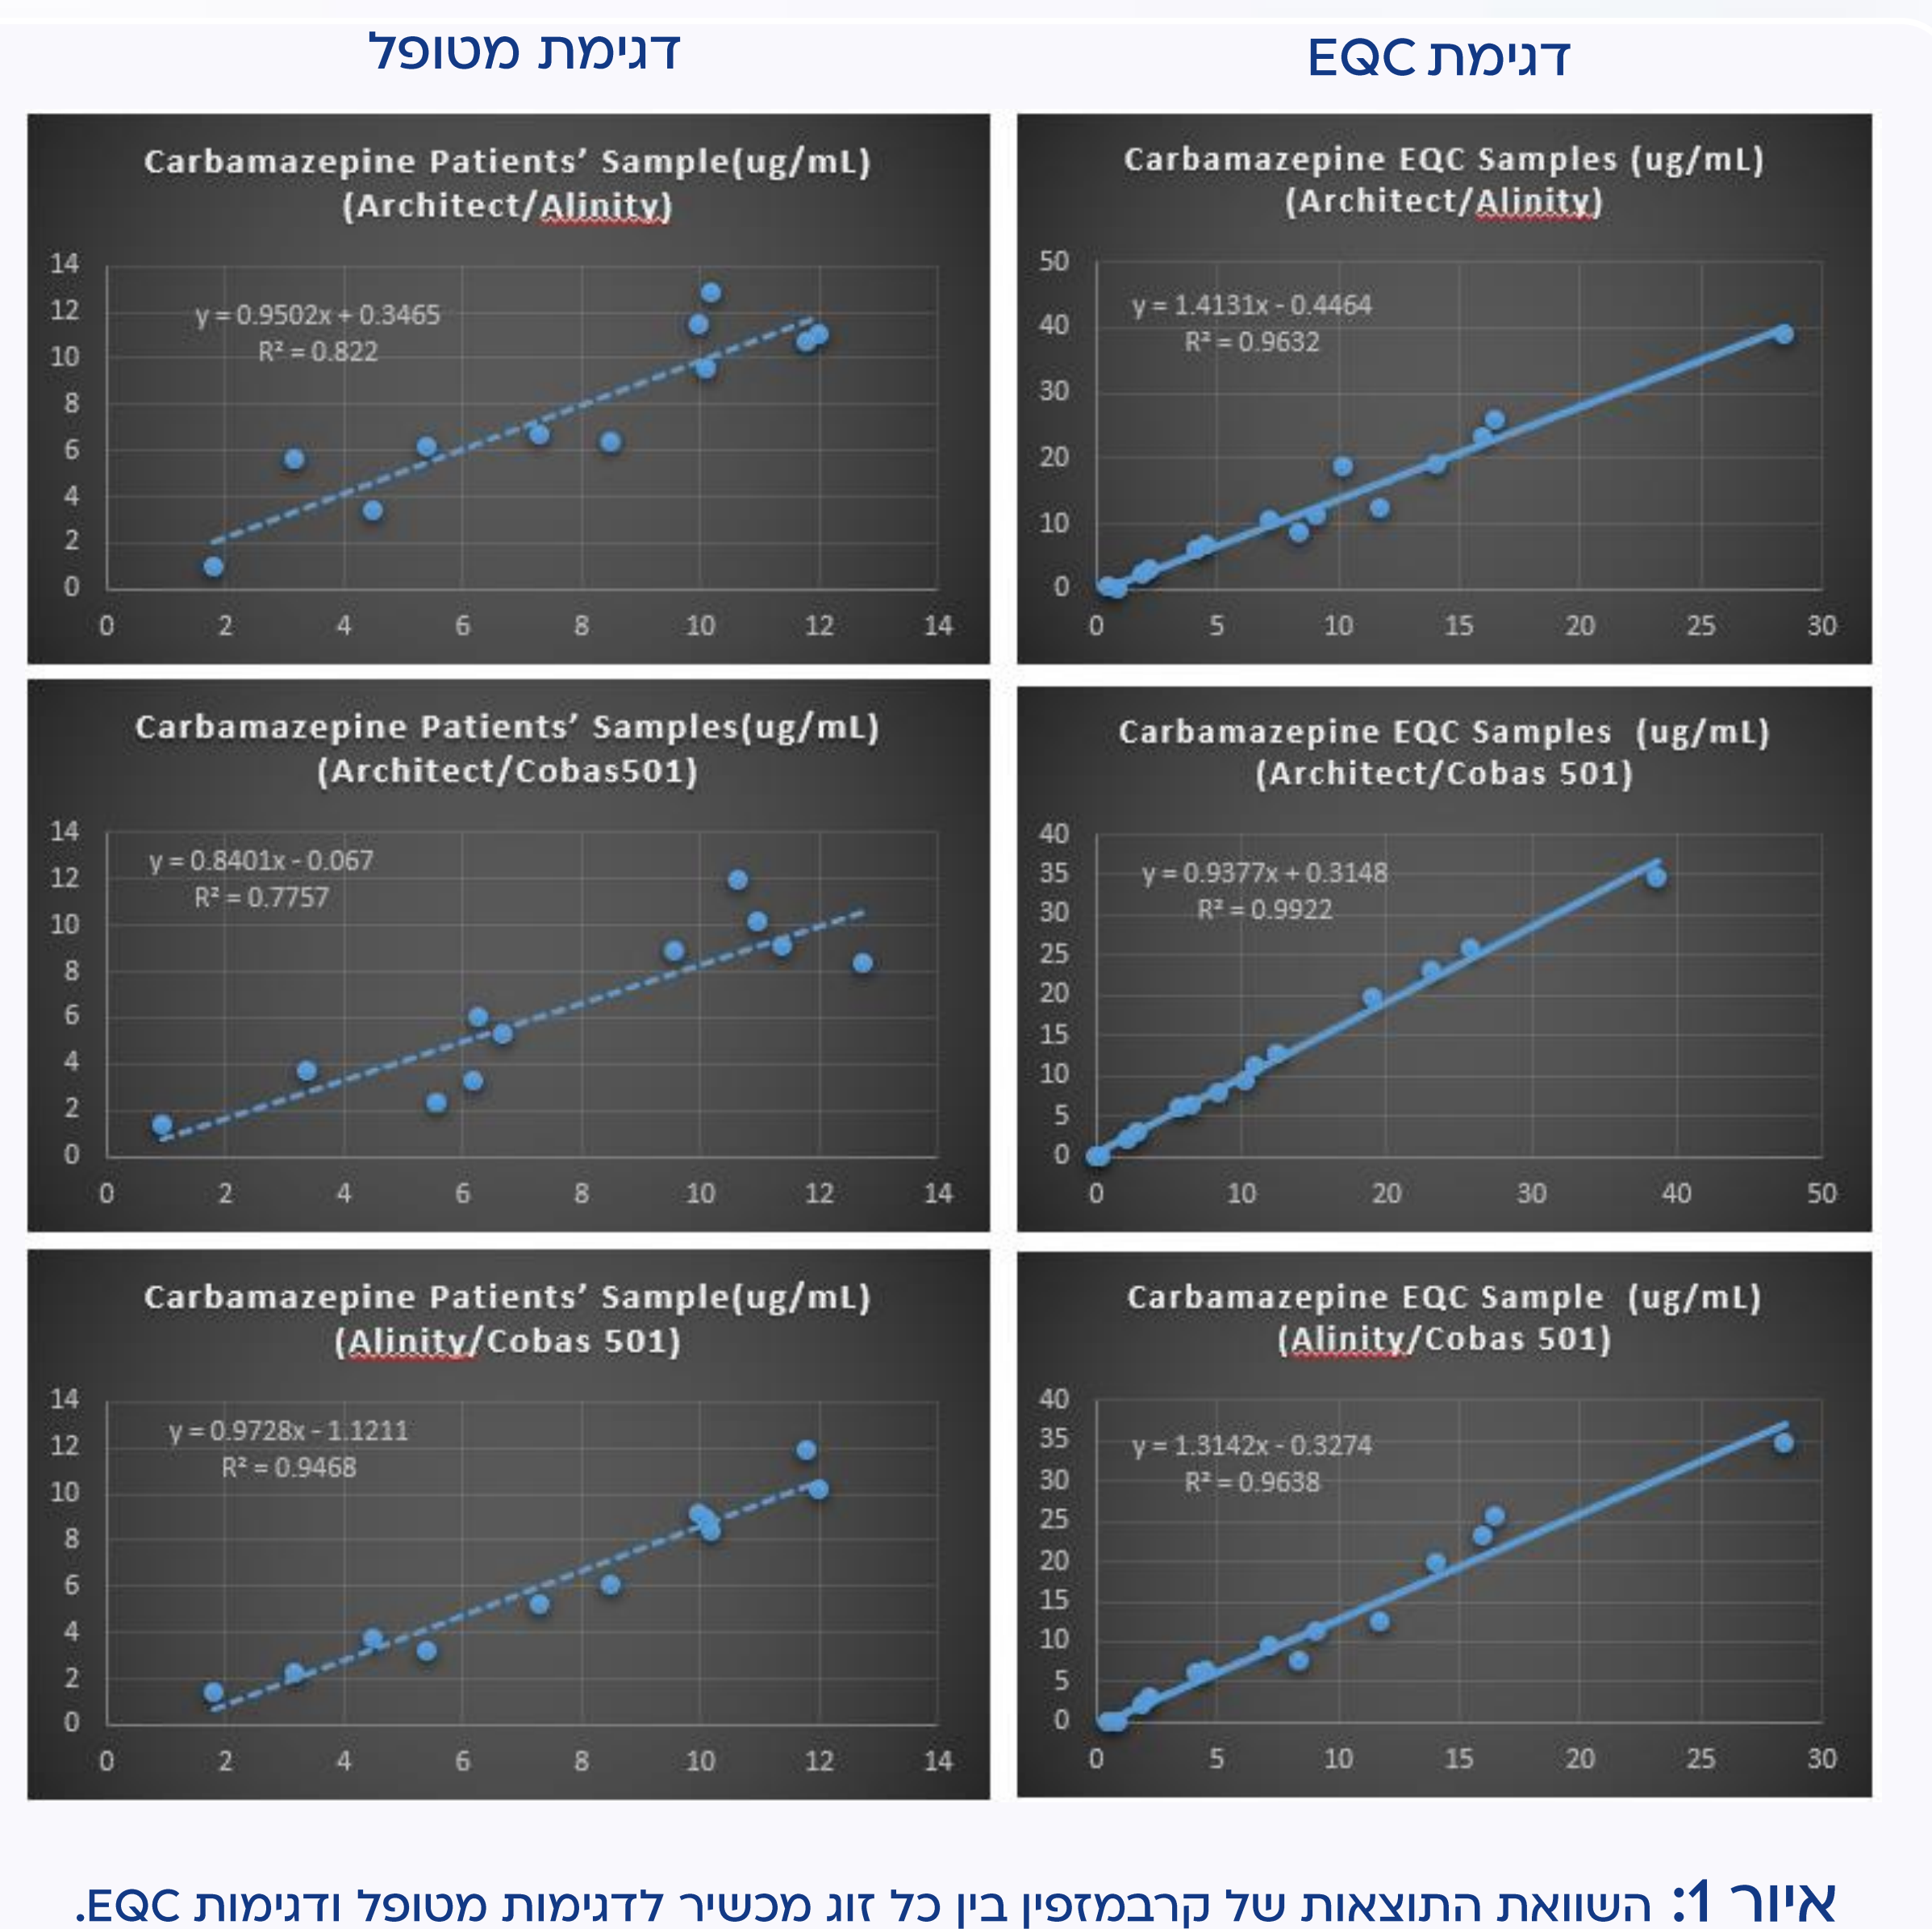 דגימת EQC
דגימת מטופל
Carbamazepine Patients’ Sample(ug/mL)
(Architect/Alinity)
y = 0.9502x + 0.3465
R² = 0.822
14
12
10
8
6
4
2
0
0 2 4 6 8 10 12 14
Carbamazepine EQC Samples (ug/mL)
(Architect/Alinity)
y = 1.4131x - 0.4464
R² = 0.9632
50
40
30
20
10
0
0 5 10 15 20 25 30
Carbamazepine Patients’ Samples(ug/mL)
(Architect/Cobas501)
y = 0.8401x - 0.067
R² = 0.7757
14
12
10
8
6
4
2
0
0 2 4 6 8 10 12 14
Carbamazepine EQC Samples (ug/mL)
(Architect/Cobas 501)
y = 0.9377x + 0.3148
R² = 0.9922
40
35
30
25
20
15
10
5
0
0 10 20 30 40 50
Carbamazepine Patients’ Sample(ug/mL)
(Alinity/Cobas 501)
y = 0.9728x - 1.1211
R² = 0.9468
14
12
10
8
6
4
2
0
0 2 4 6 8 10 12 14
Carbamazepine EQC Sample (ug/mL)
(Alinity/Cobas 501)
y = 1.3142x - 0.3274
R² = 0.9638
40
35
30
25
20
15
10
5
0
0 5 10 15 20 25 30
איור 1: השוואת התוצאות של קרבמזפין בין כל זוג מכשיר לדגימות מטופל ודגימות EQC.